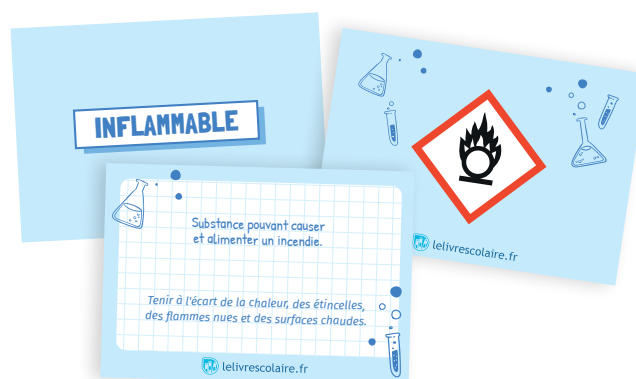 INFLAMMABLE
lelivrescolaire.fr
Substance pouvant causer
et alimenter un incendie.
Tenir à l'écart de la chaleur, des étincelles,
des flammes nues et des surfaces chaudes.
lelivrescolaire.fr